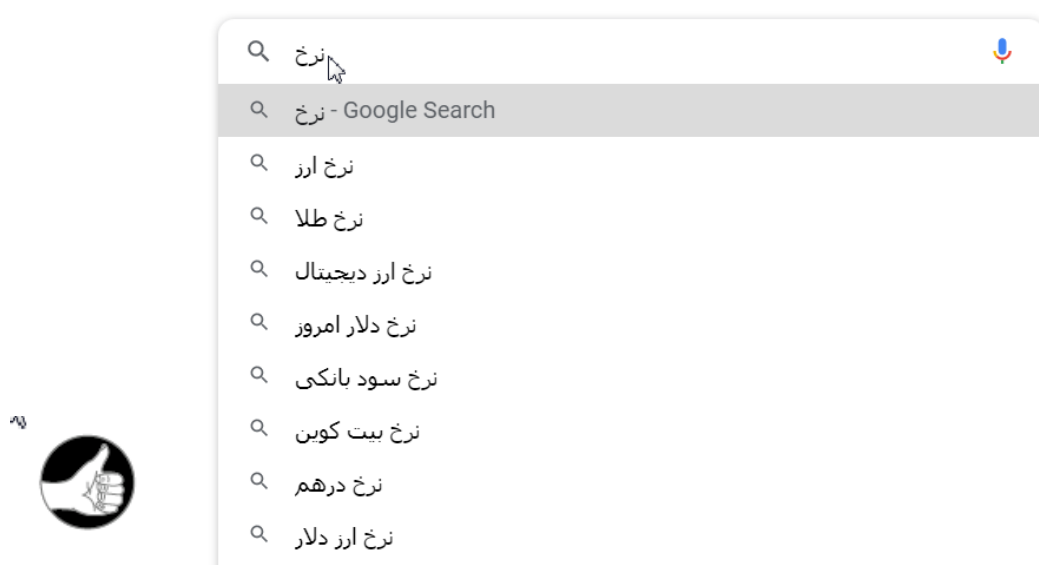 نرخ
نرخ - Google Search
نرخ ارز
نرخ طلا
نرخ ارز دیجیتال
نرخ دلار امروز
نرخ سود بانکی
نرخ بیت کوین
نرخ درهم
نرخ ارز دلار